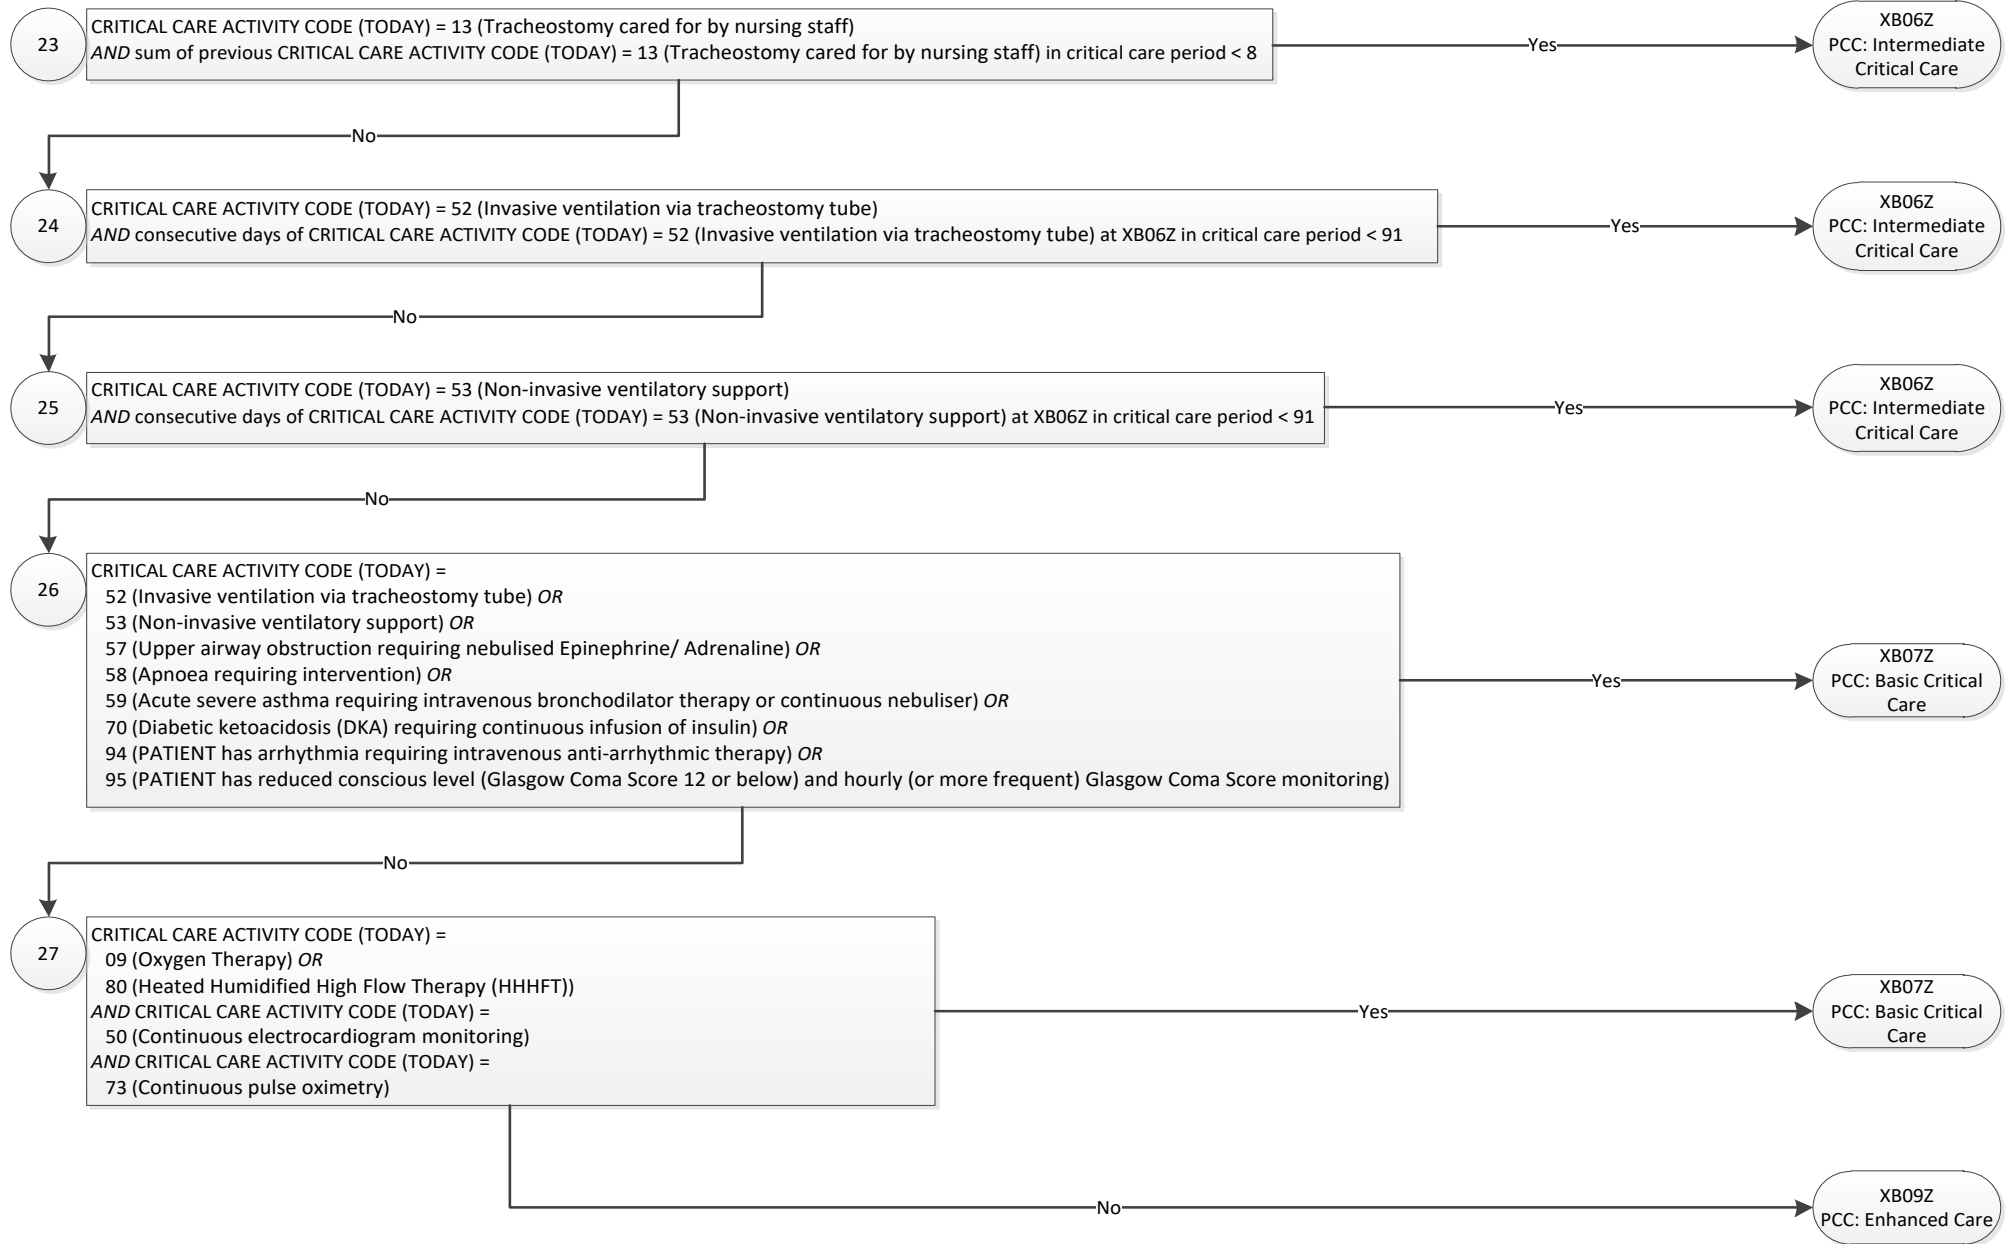 23
CRITICAL CARE ACTIVITY CODE (TODAY) = 13 (Tracheostomy cared for by nursing staff)
AND sum of previous CRITICAL CARE ACTIVITY CODE (TODAY) = 13 (Tracheostomy cared for by nursing staff) in critical care period < 8
Yes
XB06Z
PCC: Intermediate
Critical Care
No
24
CRITICAL CARE ACTIVITY CODE (TODAY) = 52 (Invasive ventilation via tracheostomy tube)
AND consecutive days of CRITICAL CARE ACTIVITY CODE (TODAY) = 52 (Invasive ventilation via tracheostomy tube) at XB06Z in critical care period < 91
Yes
XB06Z
PCC: Intermediate
Critical Care
No
25
CRITICAL CARE ACTIVITY CODE (TODAY) = 53 (Non-invasive ventilatory support)
AND consecutive days of CRITICAL CARE ACTIVITY CODE (TODAY) = 53 (Non-invasive ventilatory support) at XB06Z in critical care period < 91
Yes
XB06Z
PCC: Intermediate
Critical Care
No
26
CRITICAL CARE ACTIVITY CODE (TODAY) =
52 (Invasive ventilation via tracheostomy tube) OR
53 (Non-invasive ventilatory support) OR
57 (Upper airway obstruction requiring nebulised Epinephrine/ Adrenaline) OR
58 (Apnoea requiring intervention) OR
59 (Acute severe asthma requiring intravenous bronchodilator therapy or continuous nebuliser) OR
70 (Diabetic ketoacidosis (DKA) requiring continuous infusion of insulin) OR
94 (PATIENT has arrhythmia requiring intravenous anti-arrhythmic therapy) OR
95 (PATIENT has reduced conscious level (Glasgow Coma Score 12 or below) and hourly (or more frequent) Glasgow Coma Score monitoring)
Yes
XB07Z
PCC: Basic Critical
Care
No
27
CRITICAL CARE ACTIVITY CODE (TODAY) =
09 (Oxygen Therapy) OR
80 (Heated Humidified High Flow Therapy (HHHFT))
AND CRITICAL CARE ACTIVITY CODE (TODAY) =
50 (Continuous electrocardiogram monitoring)
AND CRITICAL CARE ACTIVITY CODE (TODAY) =
73 (Continuous pulse oximetry)
Yes
XB07Z
PCC: Basic Critical
Care
No
XB09Z
PCC: Enhanced Care